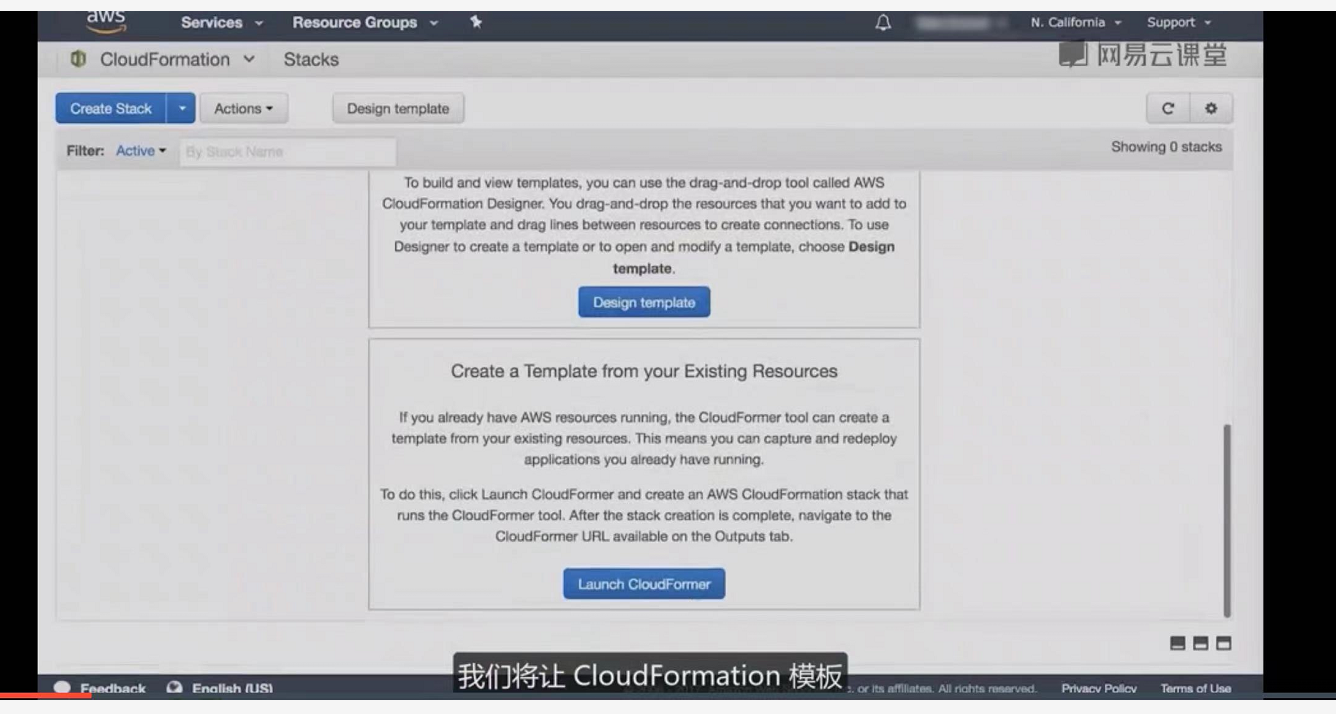 aws Services Resource Groups N. California Support
CloudFormation Stacks
网易云课堂
Create Stack Actions Design template
Filter: Active By Stack Name Showing 0 stacks
To build and view templates, you can use the drag-and-drop tool called AWS
CloudFormation Designer. You drag-and-drop the resources that you want to add to
your template and drag lines between resources to create connections. To use
Designer to create a template or to open and modify a template, choose Design
template.
Design template
Create a Template from your Existing Resources
If you already have AWS resources running, the CloudFormer tool can create a
template from your existing resources. This means you can capture and redeploy
applications you already have running.
To do this, click Launch CloudFormer and create an AWS CloudFormation stack that
runs the CloudFormer tool. After the stack creation is complete, navigate to the
CloudFormer URL available on the Outputs tab.
Launch CloudFormer
我们将让 CloudFormation 模板
Feedback English (US) or its affiliates. All rights reserved. Privacy Policy Terms of Use